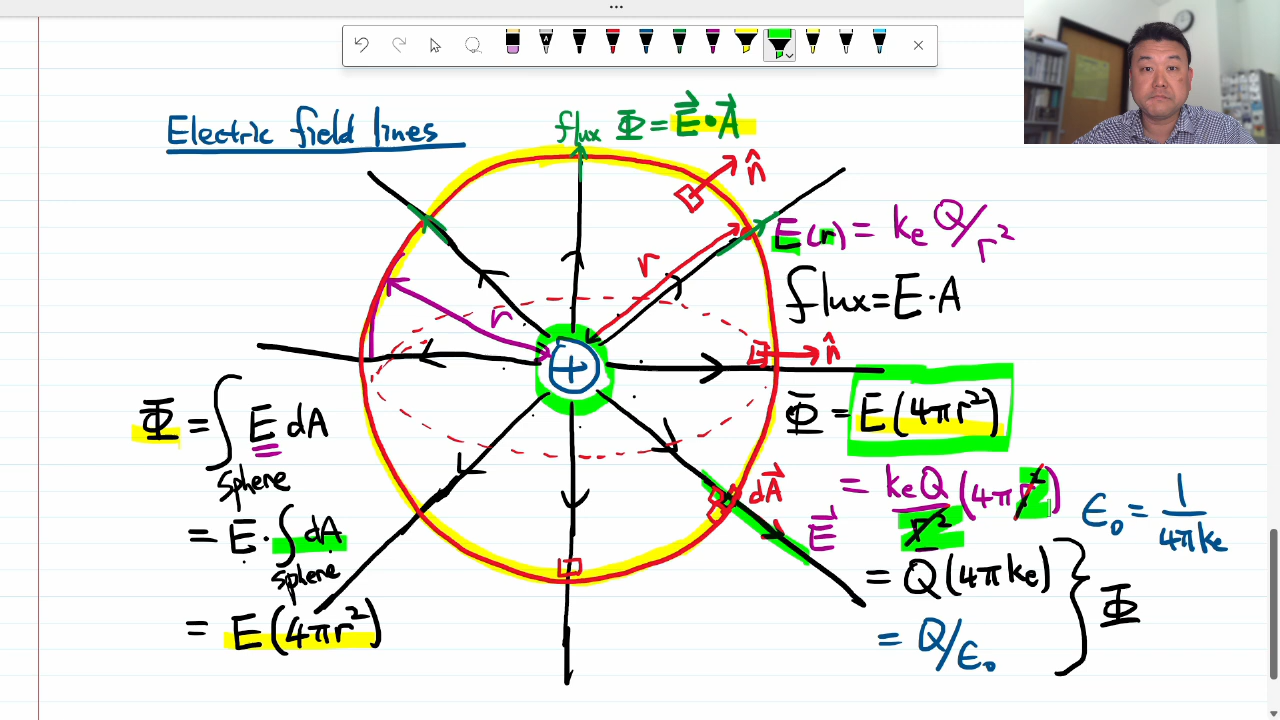 Electric field lines
flux Φ = E⃗ • A⃗
n̂
E(r) = ke Q/r²
r
flux = E · A
r
n̂
+
Φ = E(4πr²)
Φ = ∫sphere E dA
= E · ∫sphere dA
= E(4πr²)
dA⃗
E⃗
= keQ/r² (4πr²)
ϵ₀ = 1/4πke
= Q(4πke)
Φ
= Q/ϵ₀